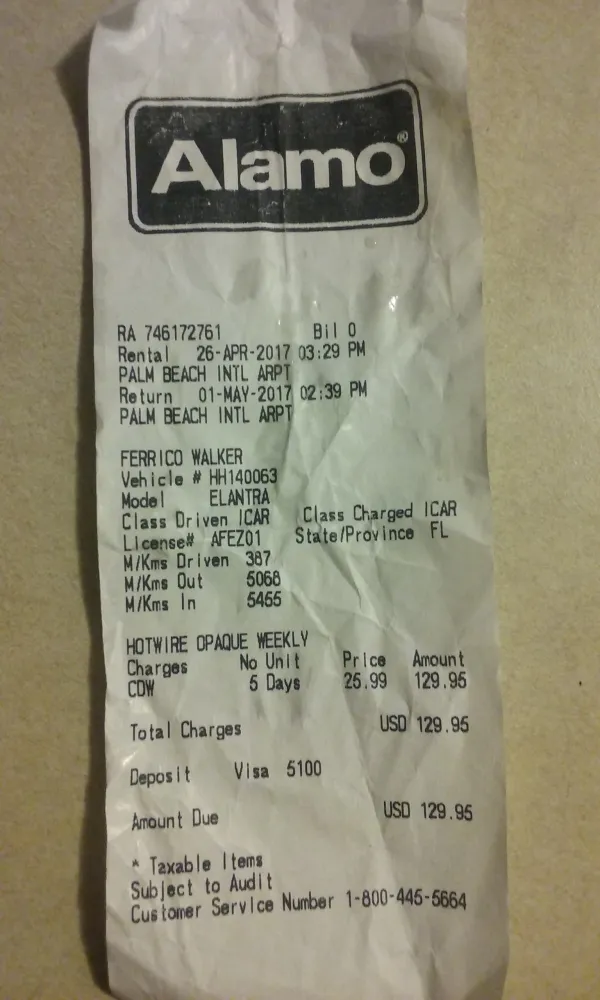 Alamo®
RA 746172761 Bil 0
Rental 26-APR-2017 03:29 PM
PALM BEACH INTL ARPT
Return 01-MAY-2017 02:39 PM
PALM BEACH INTL ARPT
FERRICO WALKER
Vehicle # HH140063
Model ELANTRA
Class Driven ICAR Class Charged ICAR
License# AFEZ01 State/Province FL
M/Kms Driven 387
M/Kms Out 5068
M/Kms In 5455
HOTWIRE OPAQUE WEEKLY
Charges No Unit Price Amount
CDW 5 Days 25.99 129.95
Total Charges USD 129.95
Deposit Visa 5100
Amount Due USD 129.95
* Taxable Items
Subject to Audit
Customer Service Number 1-800-445-5664